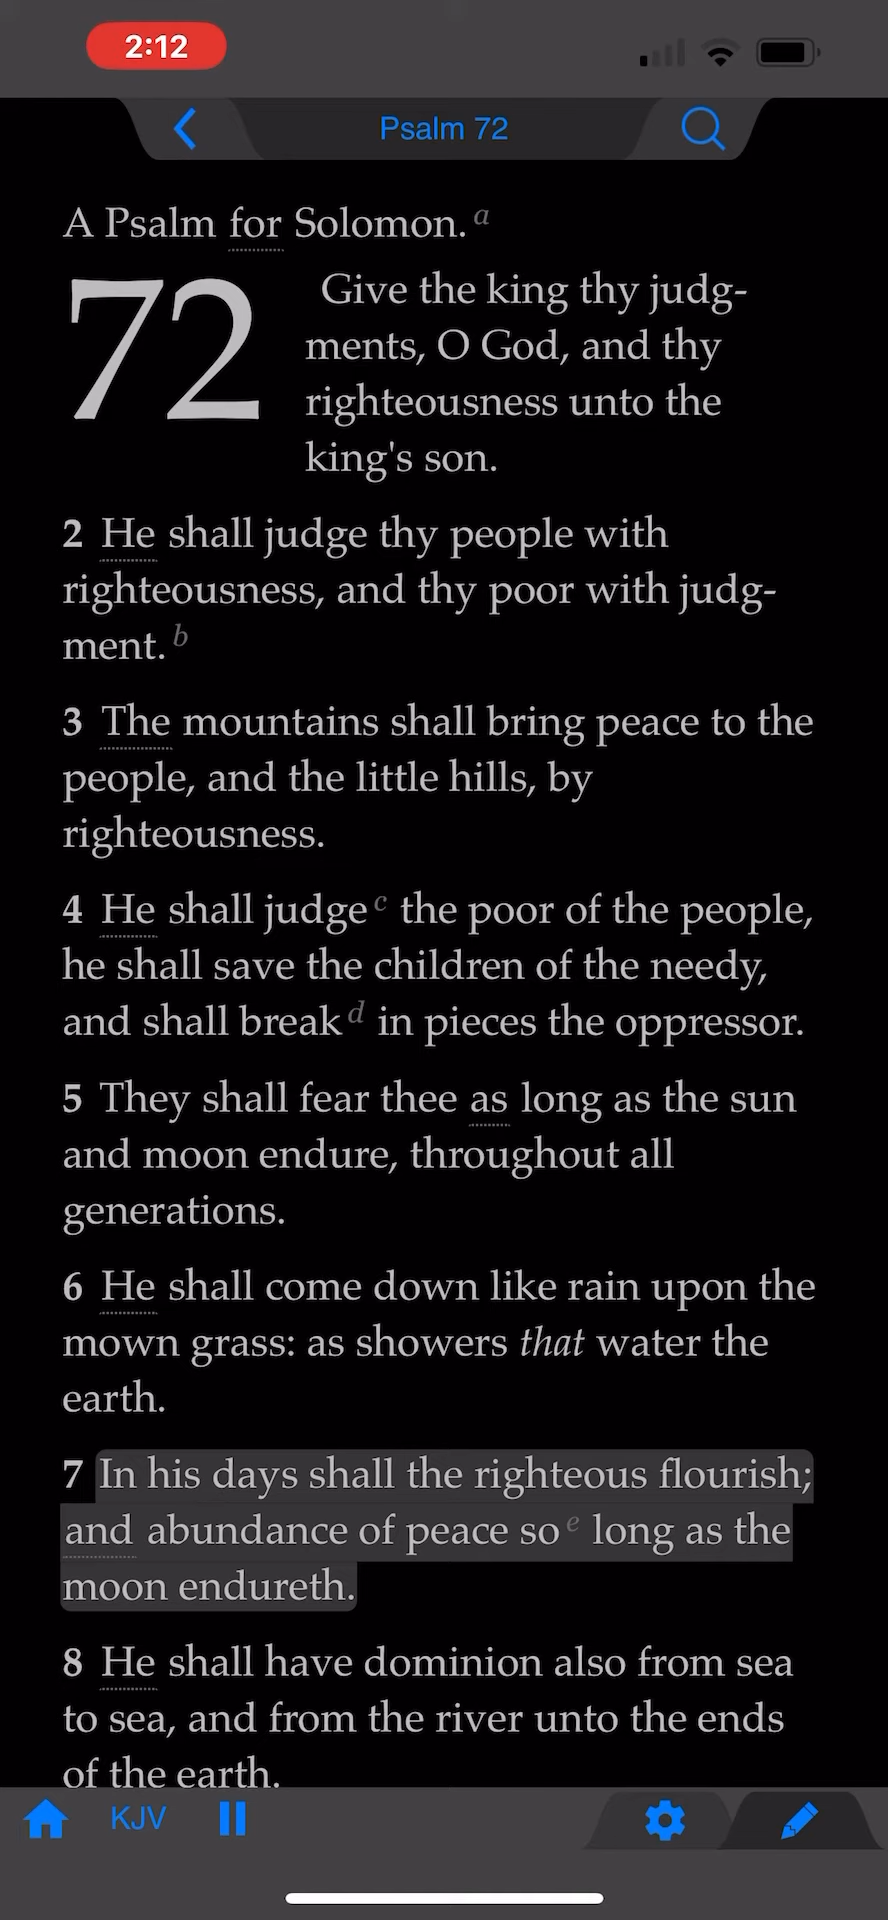 2:12
Psalm 72
A Psalm for Solomon. a
72 Give the king thy judg-
ments, O God, and thy
righteousness unto the
king's son.
2 He shall judge thy people with
righteousness, and thy poor with judg-
ment. b
3 The mountains shall bring peace to the
people, and the little hills, by
righteousness.
4 He shall judge c the poor of the people,
he shall save the children of the needy,
and shall break d in pieces the oppressor.
5 They shall fear thee as long as the sun
and moon endure, throughout all
generations.
6 He shall come down like rain upon the
mown grass: as showers that water the
earth.
7 In his days shall the righteous flourish;
and abundance of peace so e long as the
moon endureth.
8 He shall have dominion also from sea
to sea, and from the river unto the ends
of the earth.
KJV